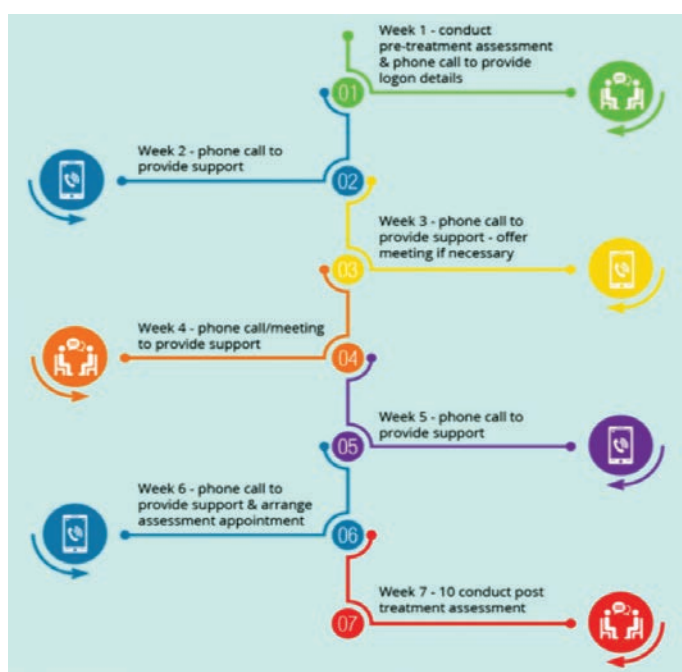 Week 1 - conduct
pre-treatment assessment
& phone call to provide
logon details
01
Week 2 - phone call to
provide support
02
Week 3 - phone call to
provide support - offer
meeting if necessary
03
Week 4 - phone call/meeting
to provide support
04
Week 5 - phone call to
provide support
05
Week 6 - phone call to
provide support & arrange
assessment appointment
06
Week 7 - 10 conduct post
treatment assessment
07